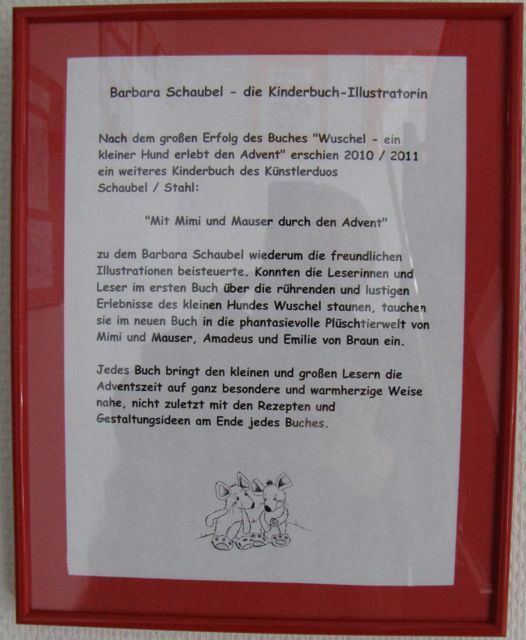 Barbara Schaubel - die Kinderbuch-Illustratorin
Nach dem großen Erfolg des Buches "Wuschel - ein
kleiner Hund erlebt den Advent" erschien 2010 / 2011
ein weiteres Kinderbuch des Künstlerduos
Schaubel / Stahl:
"Mit Mimi und Mauser durch den Advent"
zu dem Barbara Schaubel wiederum die freundlichen
Illustrationen beisteuerte. Konnten die Leserinnen und
Leser im ersten Buch über die rührenden und lustigen
Erlebnisse des kleinen Hundes Wuschel staunen, tauchen
sie im neuen Buch in die phantasievolle Plüschtierwelt von
Mimi und Mauser, Amadeus und Emilie von Braun ein.
Jedes Buch bringt den kleinen und großen Lesern die
Adventszeit auf ganz besondere und warmherzige Weise
nahe, nicht zuletzt mit den Rezepten und
Gestaltungsideen am Ende jedes Buches.